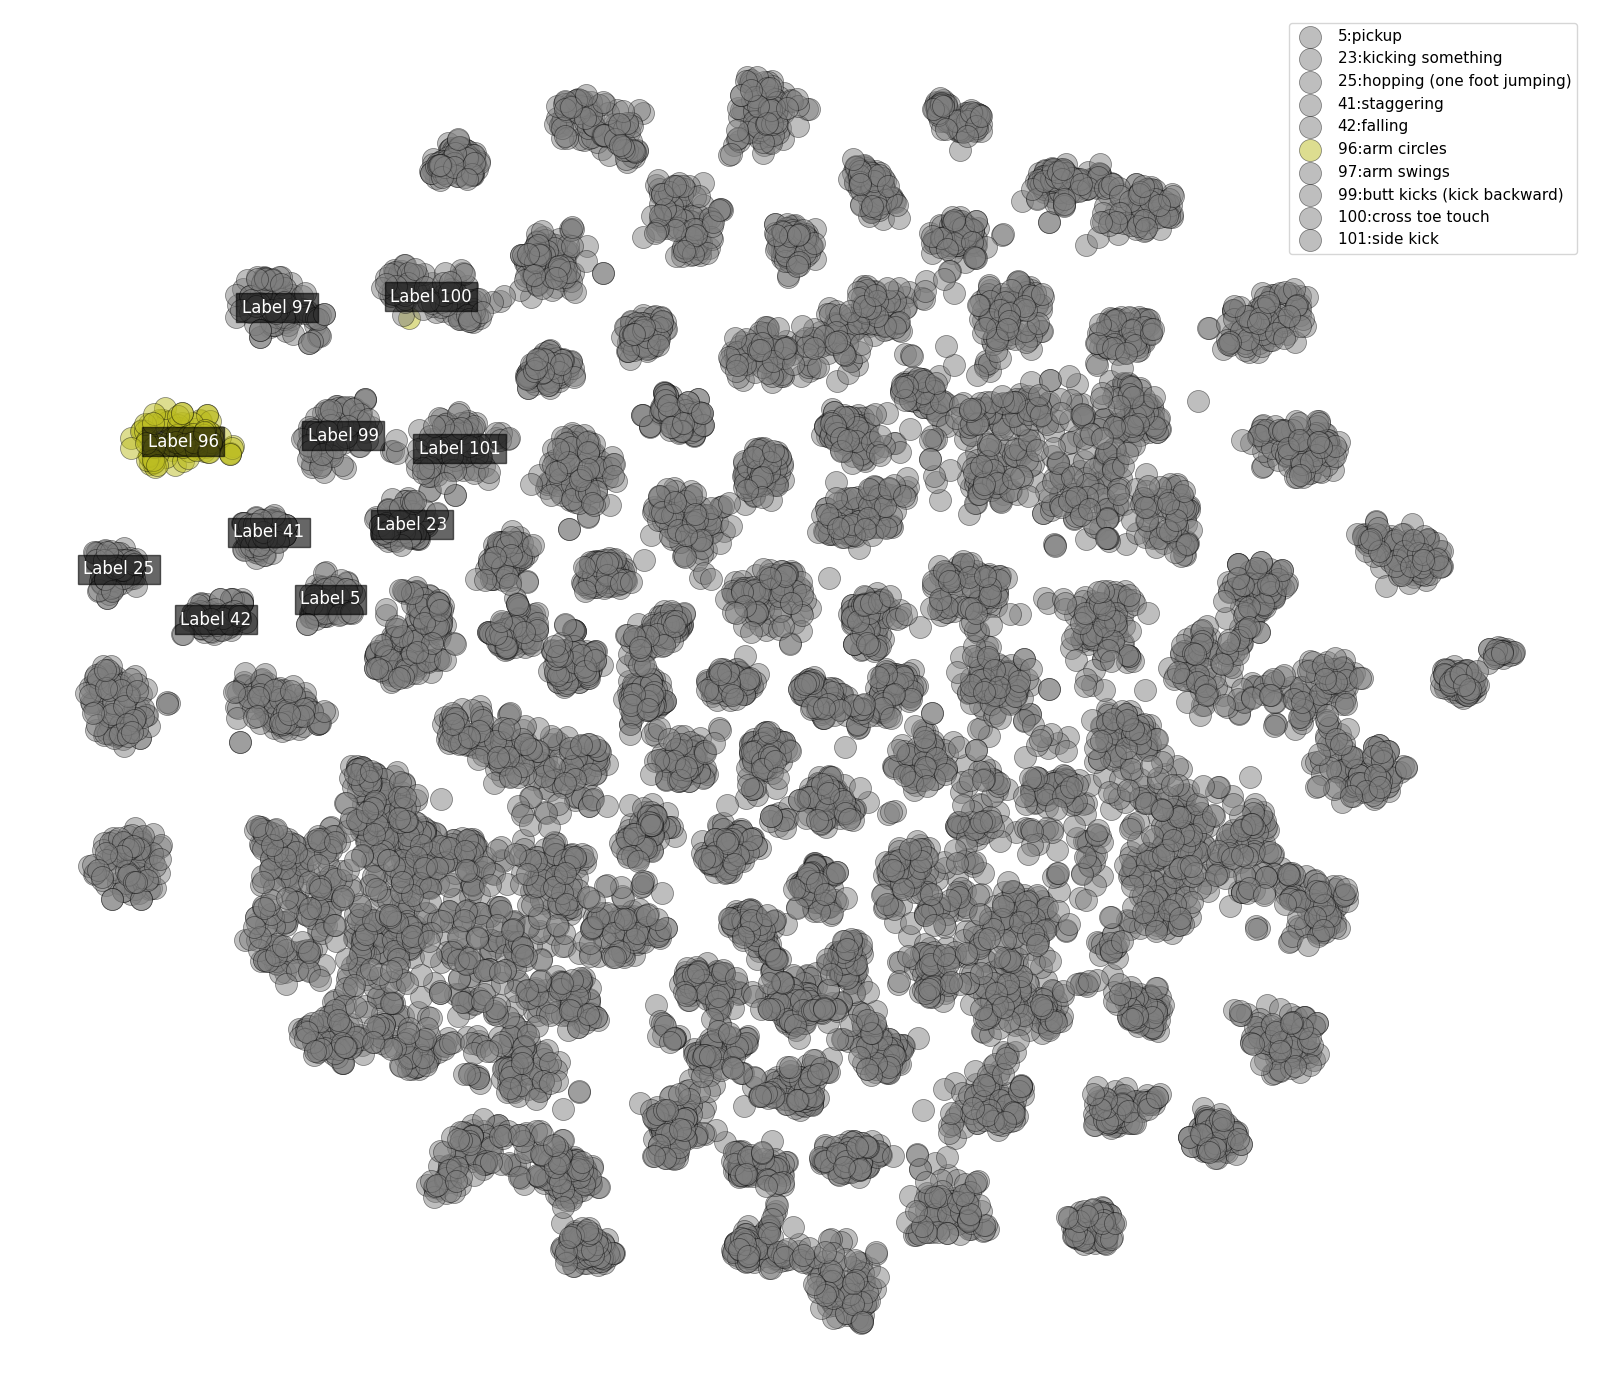 5:pickup
23:kicking something
25:hopping (one foot jumping)
41:staggering
42:falling
96:arm circles
97:arm swings
99:butt kicks (kick backward)
100:cross toe touch
101:side kick
Label 100
Label 97
Label 99
Label 96
Label 101
Label 23
Label 41
Label 25
Label 5
Label 42